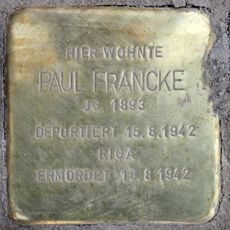 HIER WOHNTE
PAUL FRANCKE
JG. 1893
DEPORTIERT 15.8.1942
RIGA
ERMORDET 18.8.1942